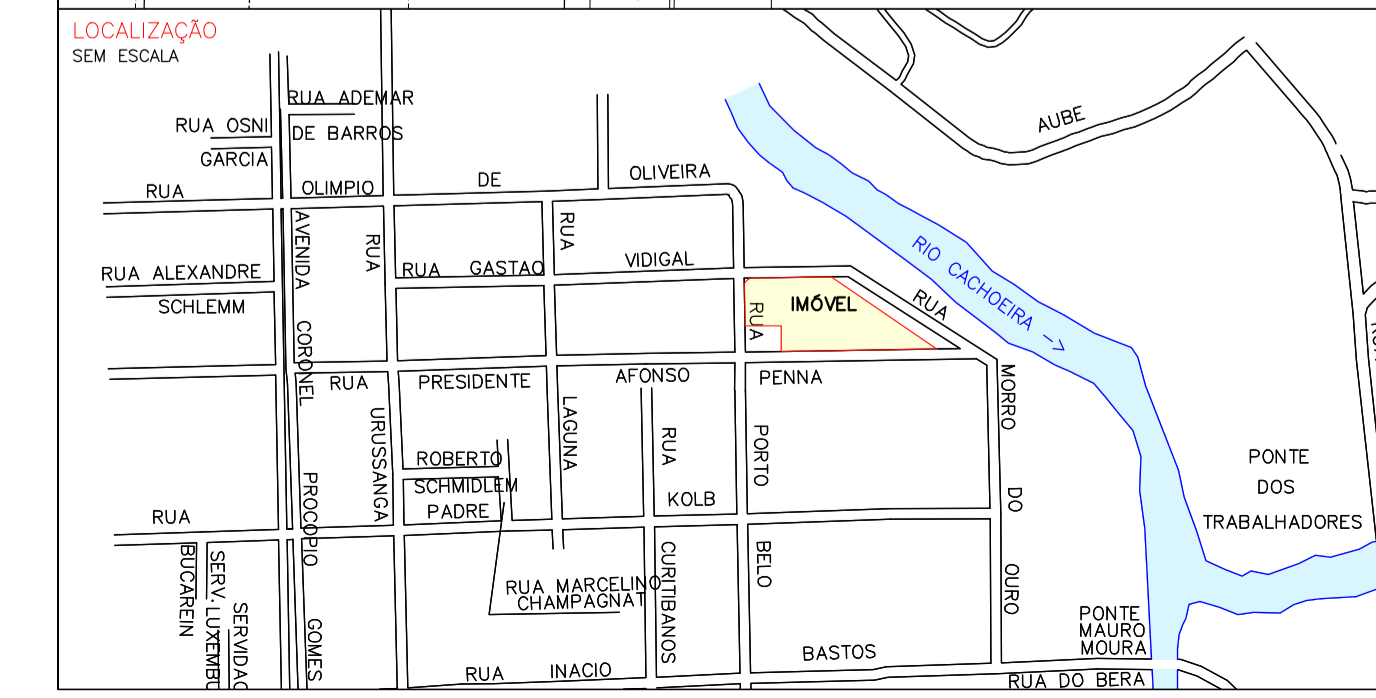 LOCALIZAÇÃO
SEM ESCALA
RUA ADEMAR
DE BARROS
RUA OSNI
GARCIA
AUBE
RUA OLIMPIO DE OLIVEIRA
AVENIDA CORONEL PROCOPIO GOMES
RUA URUSSANGA
RUA LAGUNA
RUA ALEXANDRE
SCHLEMM
RUA GASTAO VIDIGAL
IMÓVEL
RUA PORTO BELO
RUA MORRO DO OURO
RIO CACHOEIRA ->
RUA PRESIDENTE AFONSO PENNA
ROBERTO
SCHMIDLEM
RUA PADRE KOLB
RUA CURITIBANOS
RUA MARCELINO
CHAMPAGNAT
BUCAREIN
SERV.
SERVIDAO
RUA INACIO BASTOS
PONTE
DOS
TRABALHADORES
PONTE
MAURO
MOURA
RUA DO BERA